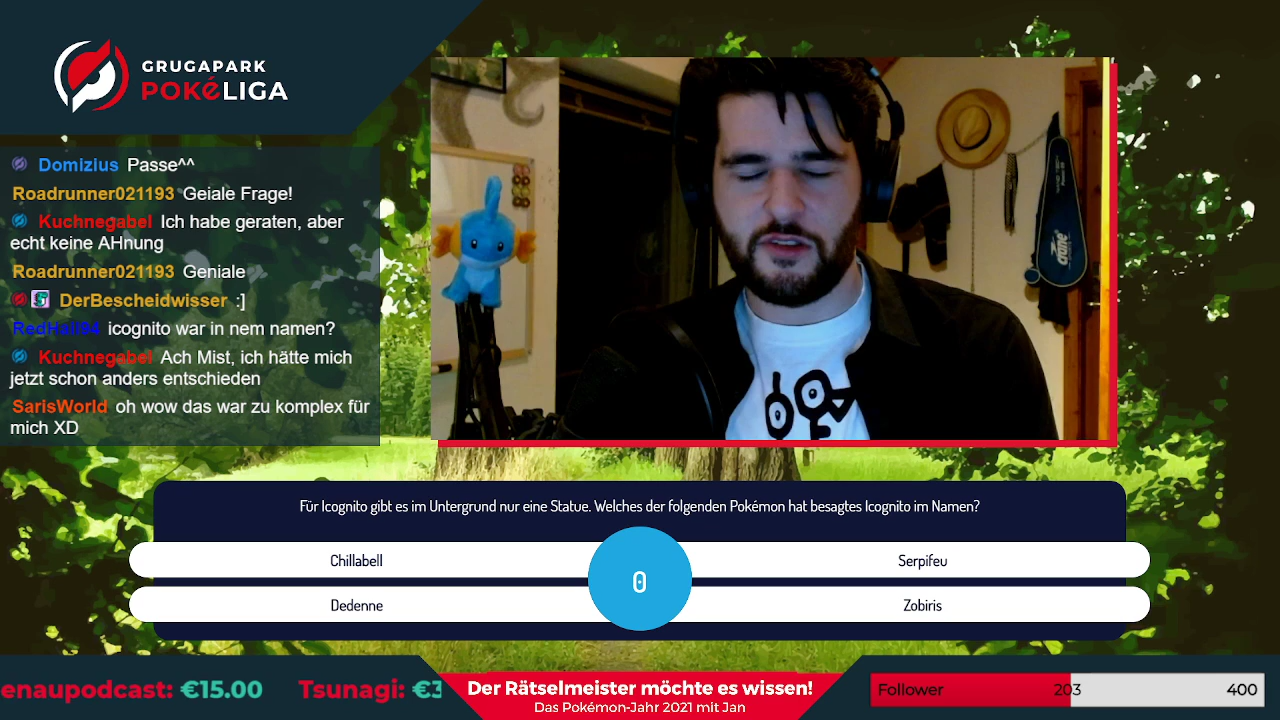 GRUGAPARK
POKéLIGA
Domizius Passe^^
Roadrunner021193 Geiale Frage!
Kuchnegabel Ich habe geraten, aber
echt keine AHnung
Roadrunner021193 Geniale
DerBescheidwisser :]
RedHail94 icognito war in nem namen?
Kuchnegabel Ach Mist, ich hätte mich
jetzt schon anders entschieden
SarisWorld oh wow das war zu komplex für
mich XD
Für Icognito gibt es im Untergrund nur eine Statue. Welches der folgenden Pokémon hat besagtes Icognito im Namen?
Chillabell
Serpifeu
0
Dedenne
Zobiris
enaupodcast: €15.00 Tsunagi: €3
Der Rätselmeister möchte es wissen!
Das Pokémon-Jahr 2021 mit Jan
Follower 203 400